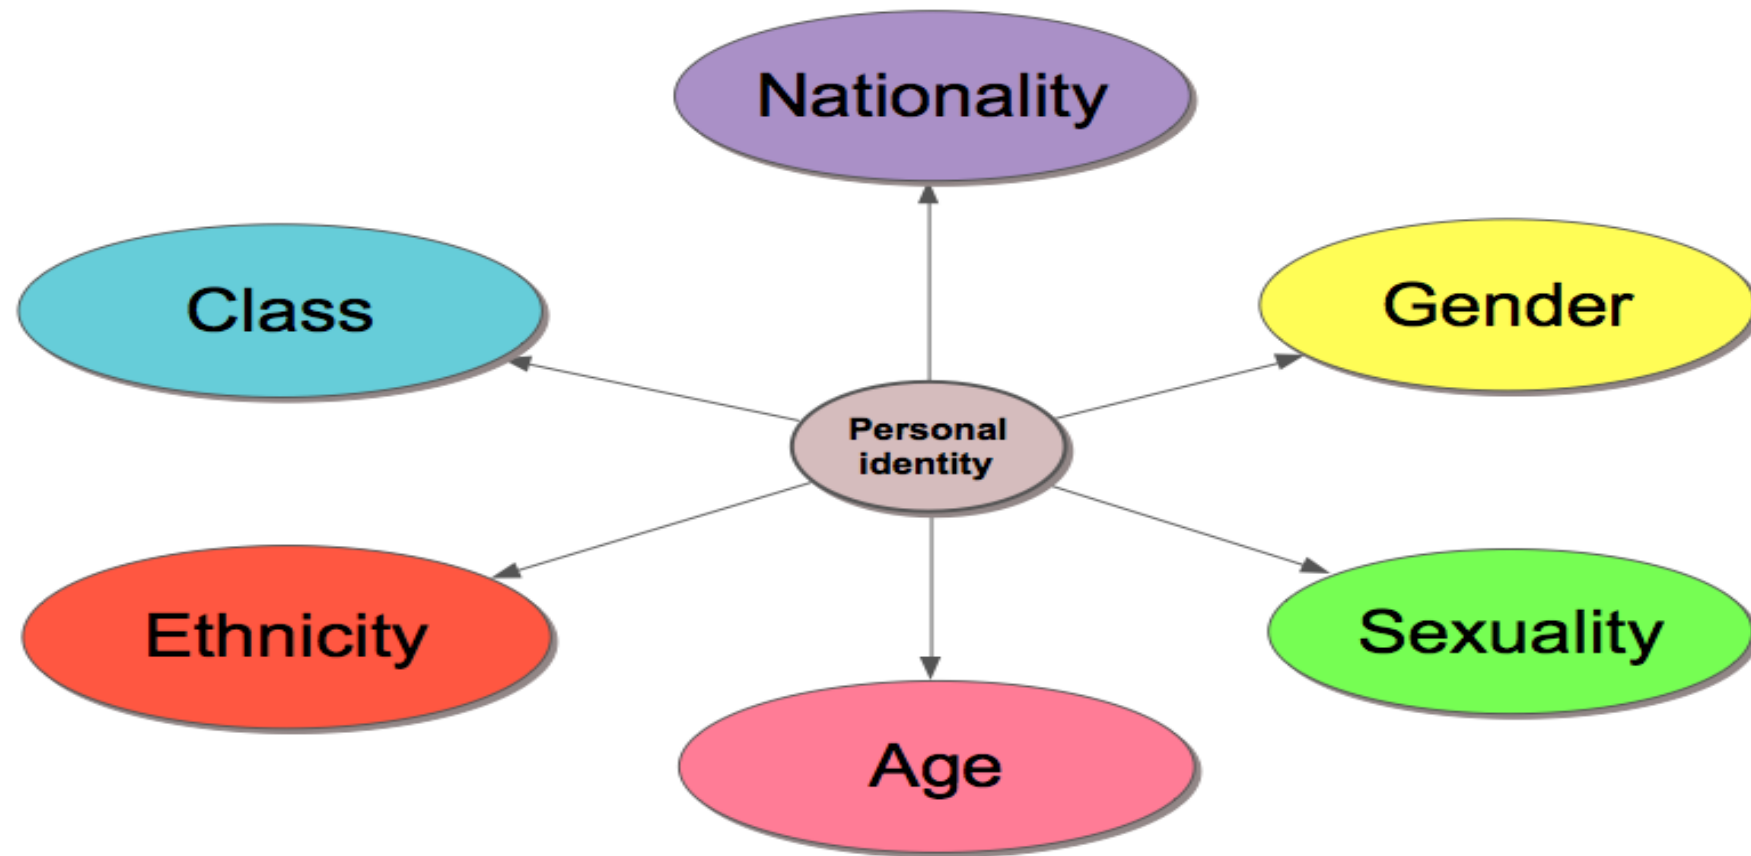 Nationality
Class
Gender
Personal
identity
Ethnicity
Sexuality
Age